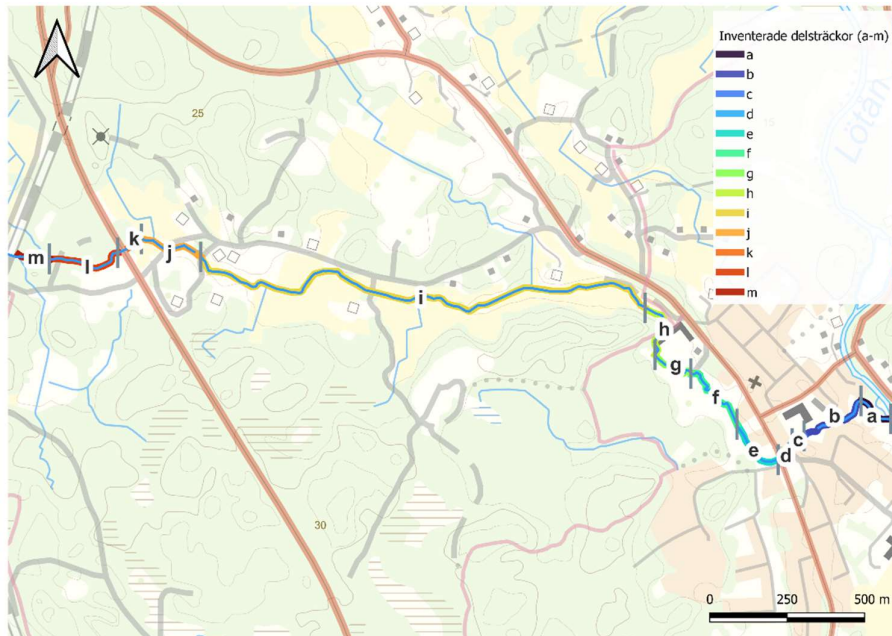 Inventerade delsträckor (a-m)
a
b
c
d
e
f
g
h
i
j
k
l
m
Lötån
25
k
m
l
j
i
h
g
f
b
a
c
e
d
30
0
250
500 m